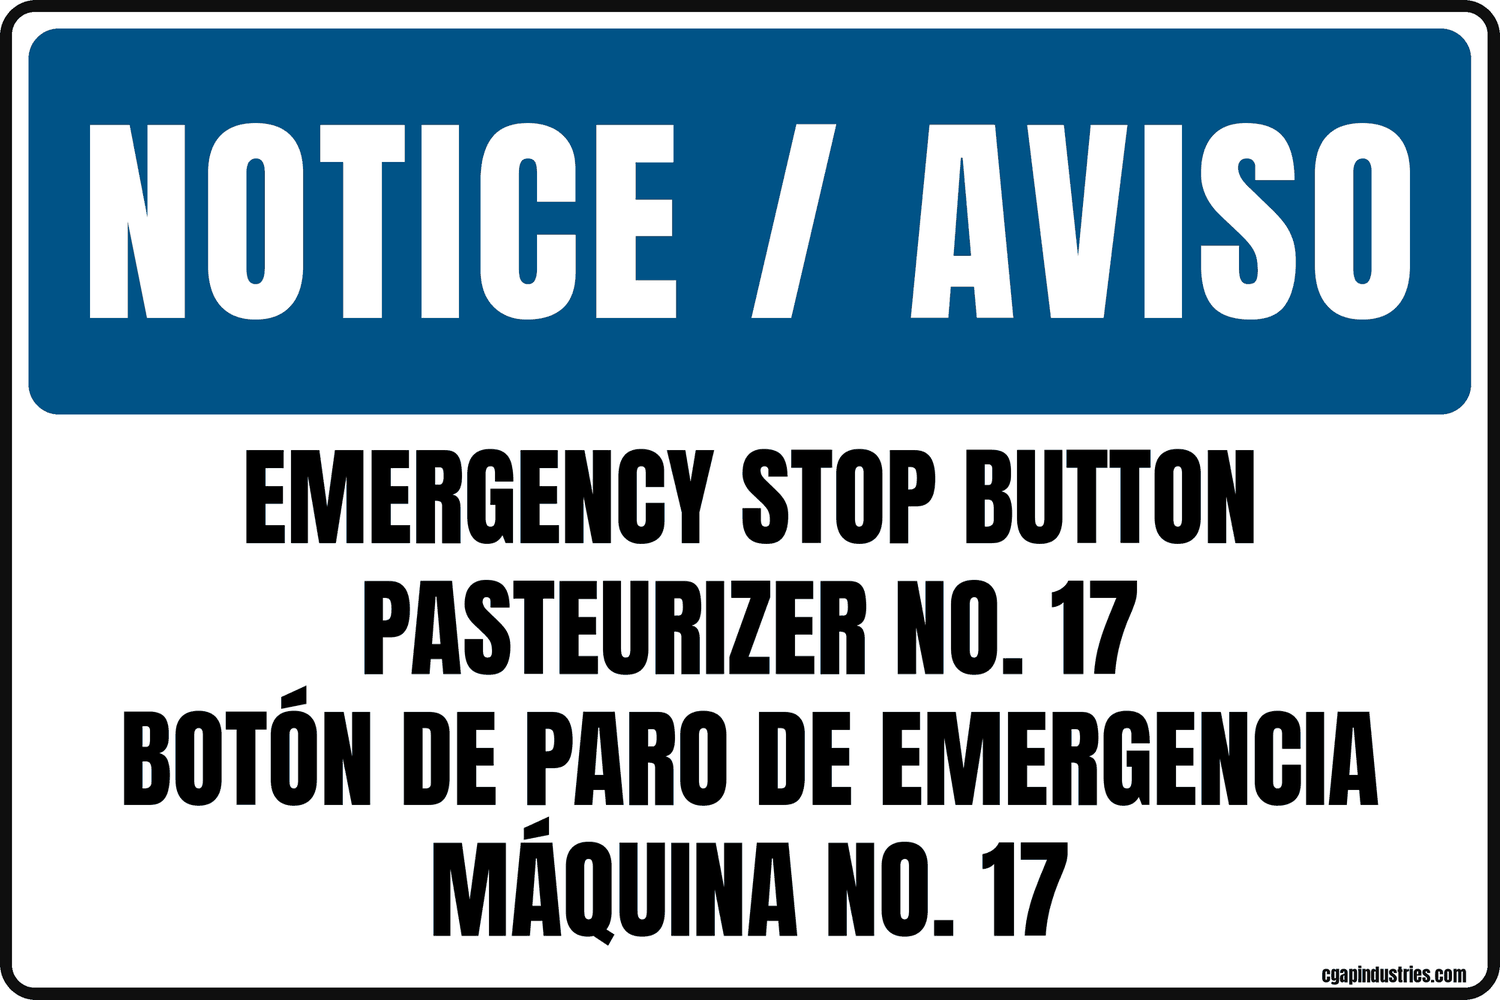 NOTICE / AVISO
EMERGENCY STOP BUTTON
PASTEURIZER NO. 17
BOTÓN DE PARO DE EMERGENCIA
MÁQUINA NO. 17
cgapindustries.com